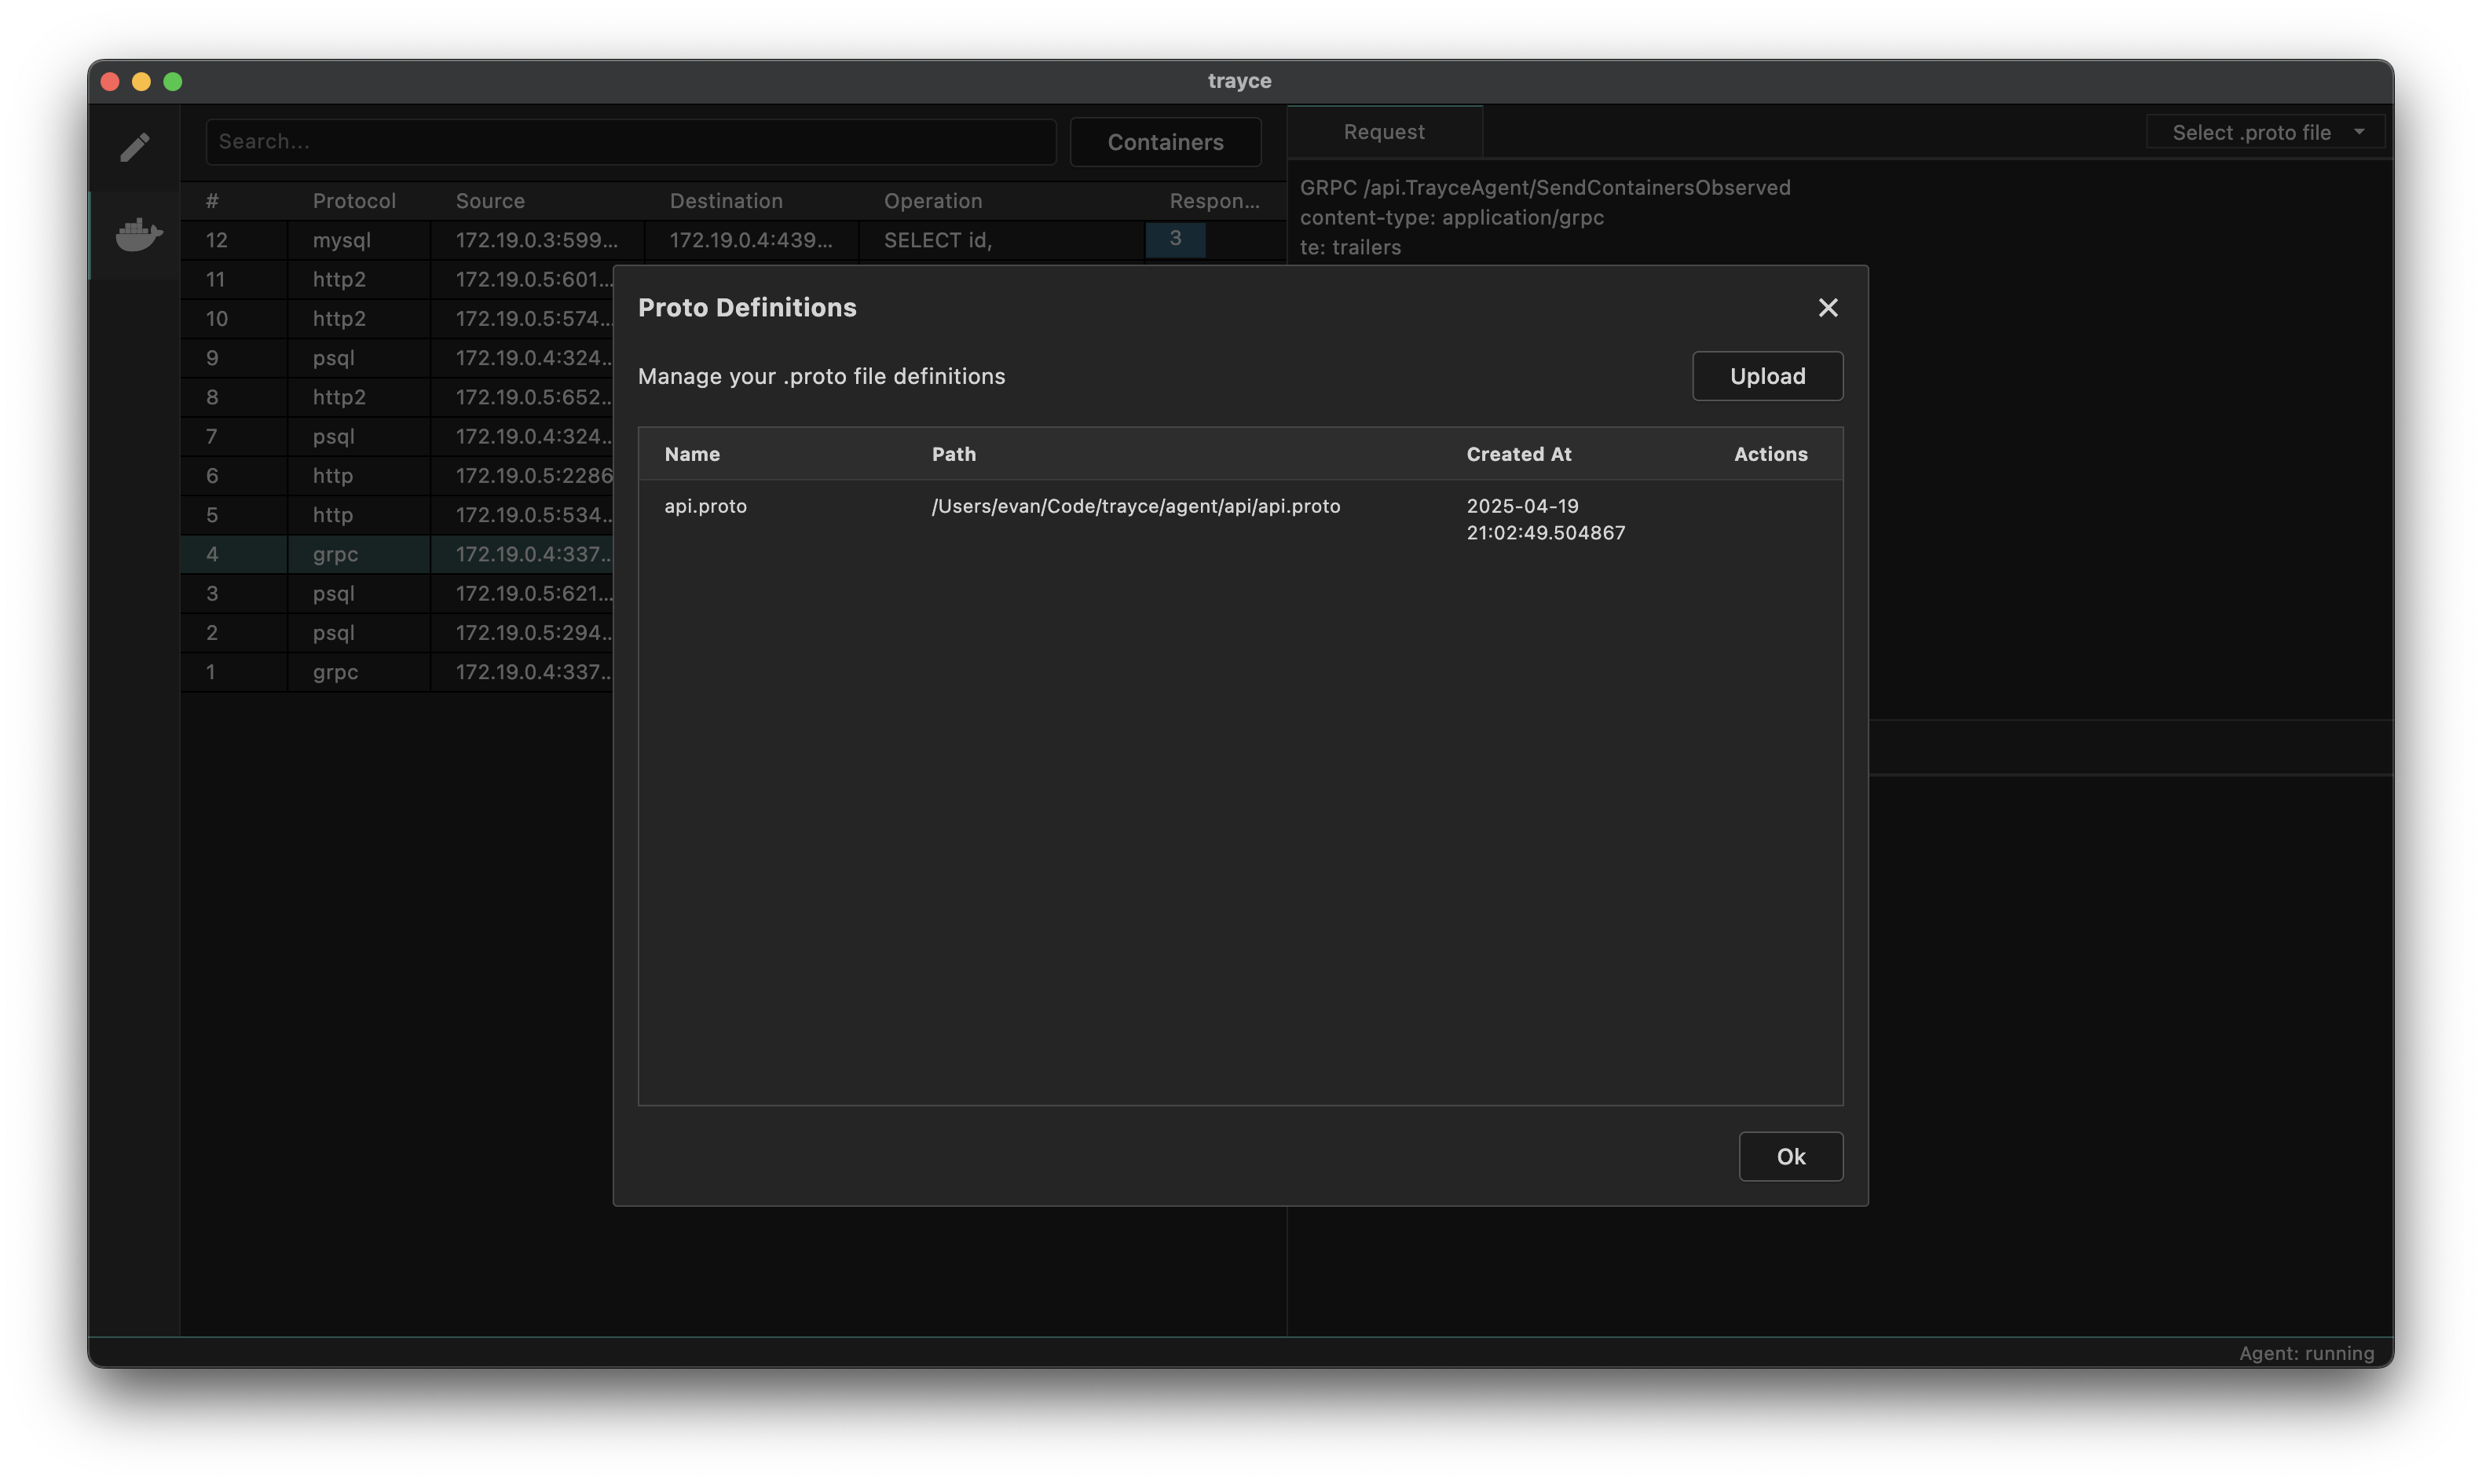 trayce
Search...
Containers
Request
Select .proto file
# Protocol Source Destination Operation Respon...
12 mysql 172.19.0.3:599... 172.19.0.4:439... SELECT id, 3
11 http2 172.19.0.5:601...
10 http2 172.19.0.5:574...
9 psql 172.19.0.4:324...
8 http2 172.19.0.5:652...
7 psql 172.19.0.4:324...
6 http 172.19.0.5:2286
5 http 172.19.0.5:534...
4 grpc 172.19.0.4:337...
3 psql 172.19.0.5:621...
2 psql 172.19.0.5:294...
1 grpc 172.19.0.4:337...
GRPC /api.TrayceAgent/SendContainersObserved
content-type: application/grpc
te: trailers
Proto Definitions
Manage your .proto file definitions
Upload
Name Path Created At Actions
api.proto /Users/evan/Code/trayce/agent/api/api.proto 2025-04-19
21:02:49.504867
Ok
Agent: running